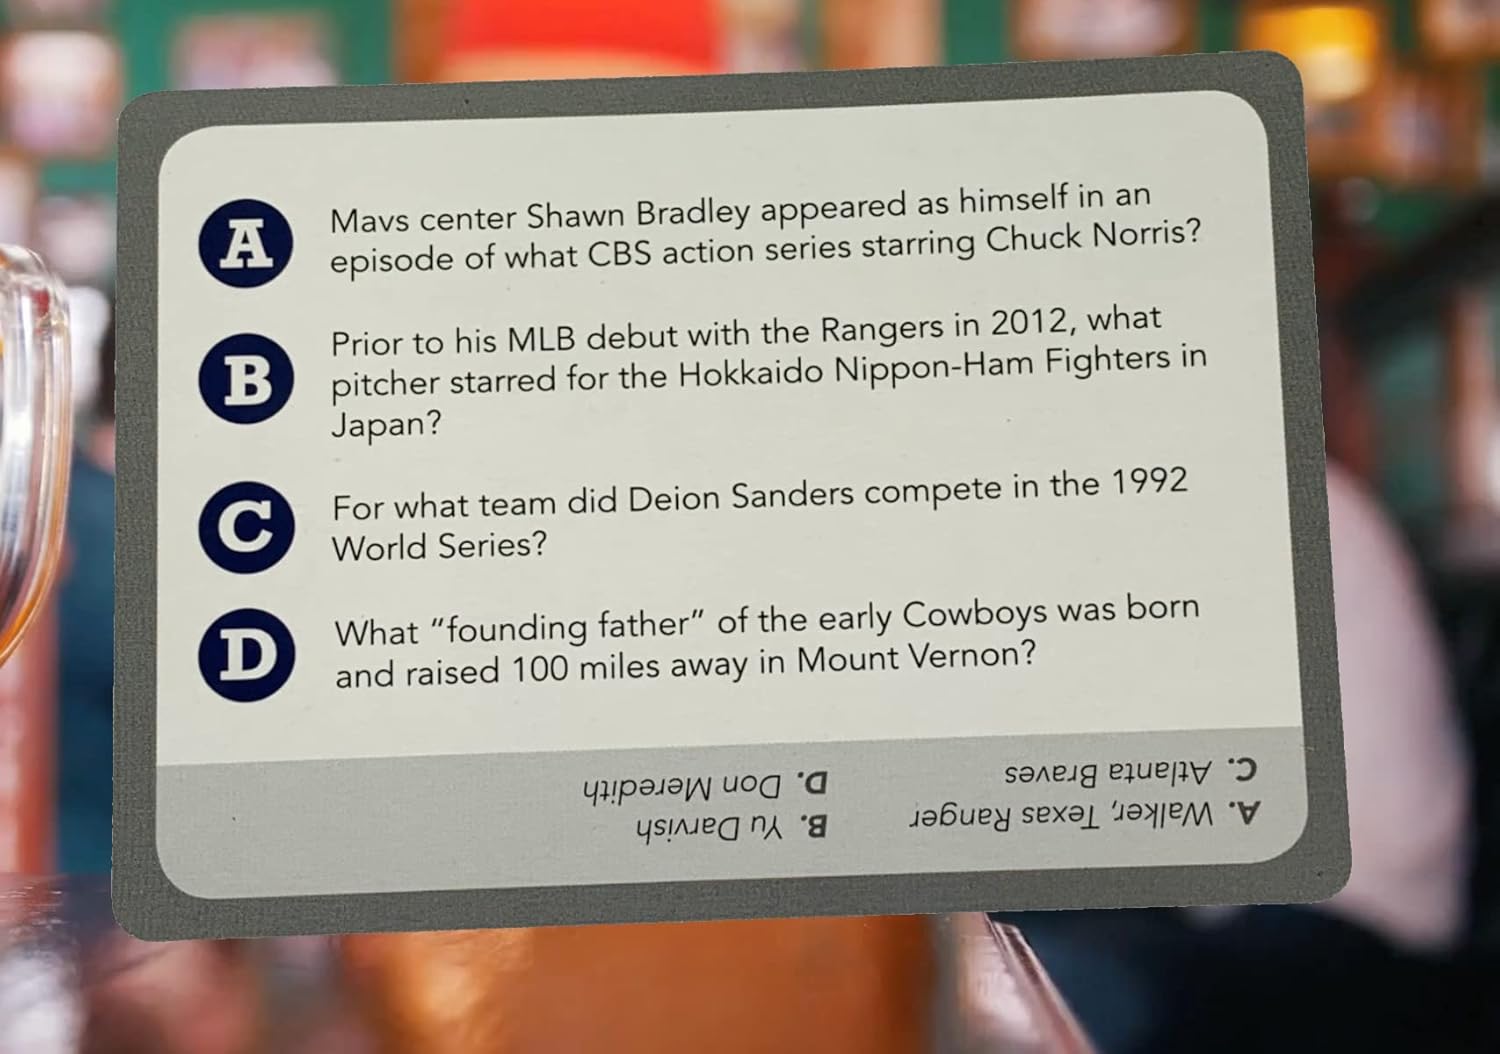 A
Mavs center Shawn Bradley appeared as himself in an
episode of what CBS action series starring Chuck Norris?
B
Prior to his MLB debut with the Rangers in 2012, what
pitcher starred for the Hokkaido Nippon-Ham Fighters in
Japan?
C
For what team did Deion Sanders compete in the 1992
World Series?
D
What “founding father” of the early Cowboys was born
and raised 100 miles away in Mount Vernon?
A. Walker, Texas Ranger
B. Yu Darvish
C. Atlanta Braves
D. Don Meredith